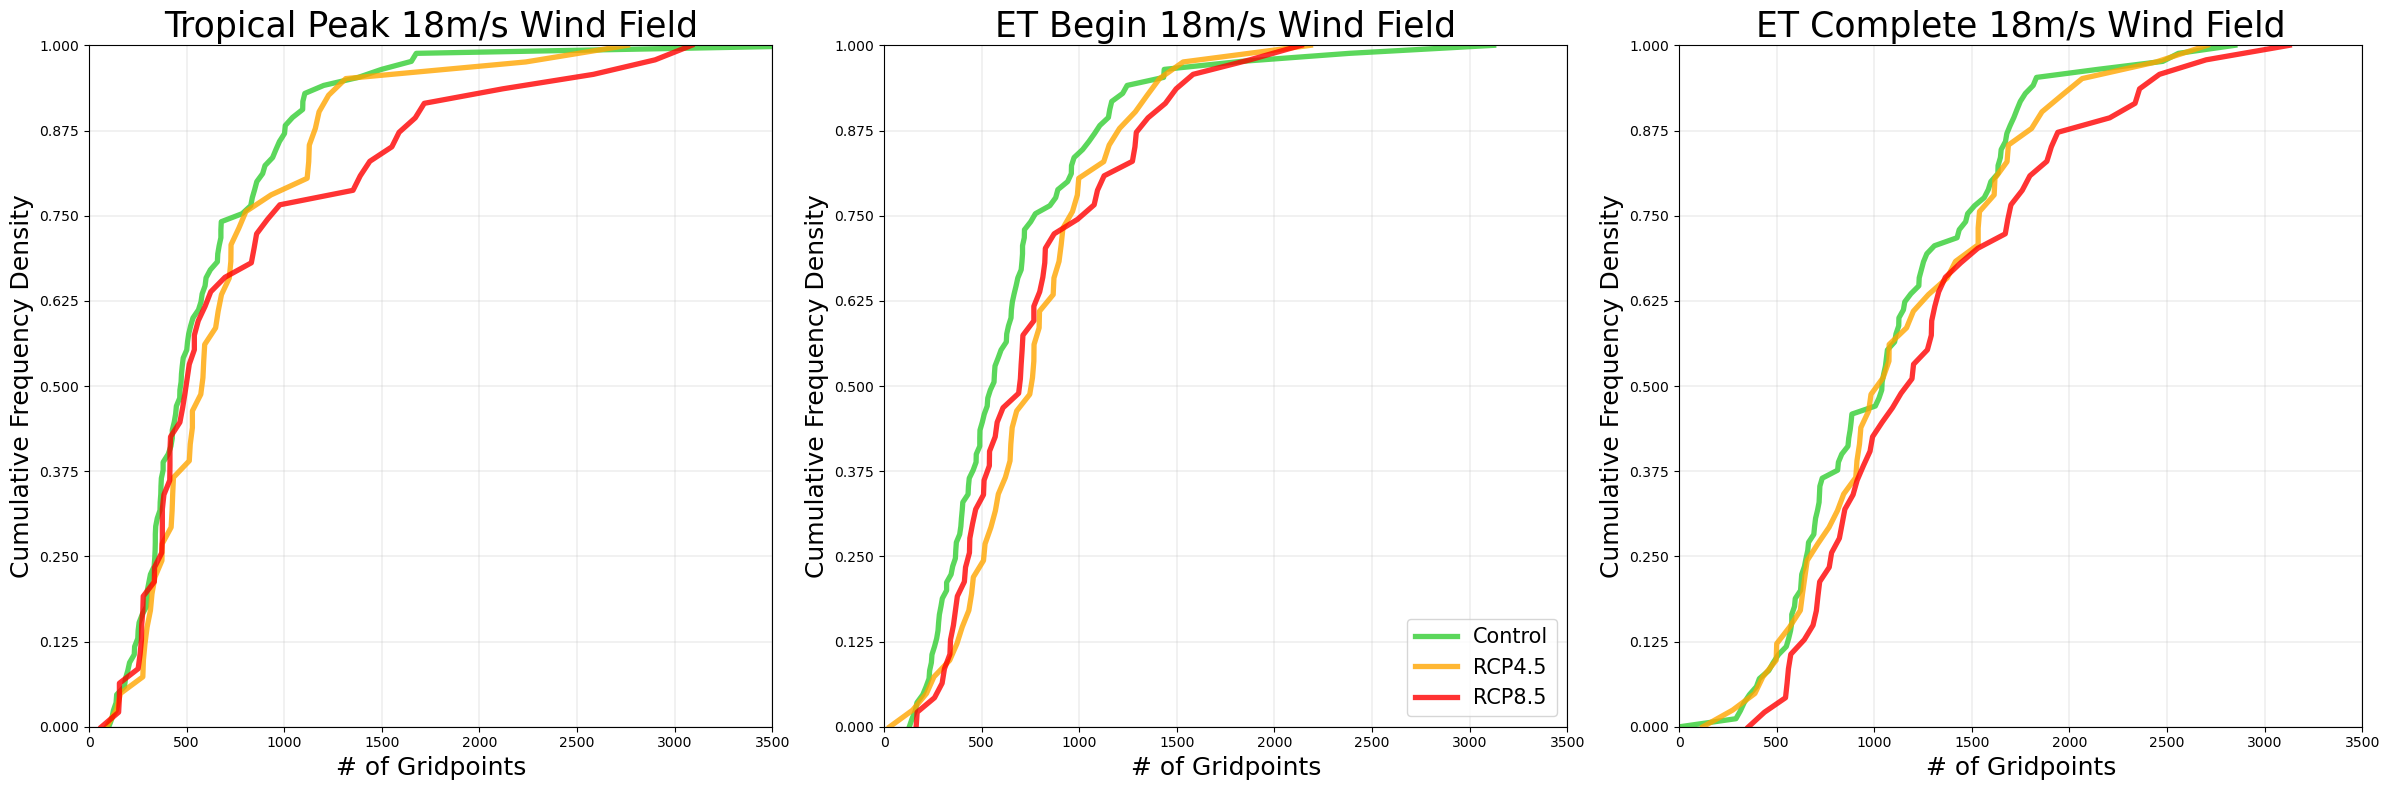 Tropical Peak 18m/s Wind Field
1.000
0.875
0.750
0.625
0.500
0.375
0.250
0.125
0.000
Cumulative Frequency Density
0 500 1000 1500 2000 2500 3000 3500
# of Gridpoints
ET Begin 18m/s Wind Field
1.000
0.875
0.750
0.625
0.500
0.375
0.250
0.125
0.000
Cumulative Frequency Density
Control
RCP4.5
RCP8.5
0 500 1000 1500 2000 2500 3000 3500
# of Gridpoints
ET Complete 18m/s Wind Field
1.000
0.875
0.750
0.625
0.500
0.375
0.250
0.125
0.000
Cumulative Frequency Density
0 500 1000 1500 2000 2500 3000 3500
# of Gridpoints